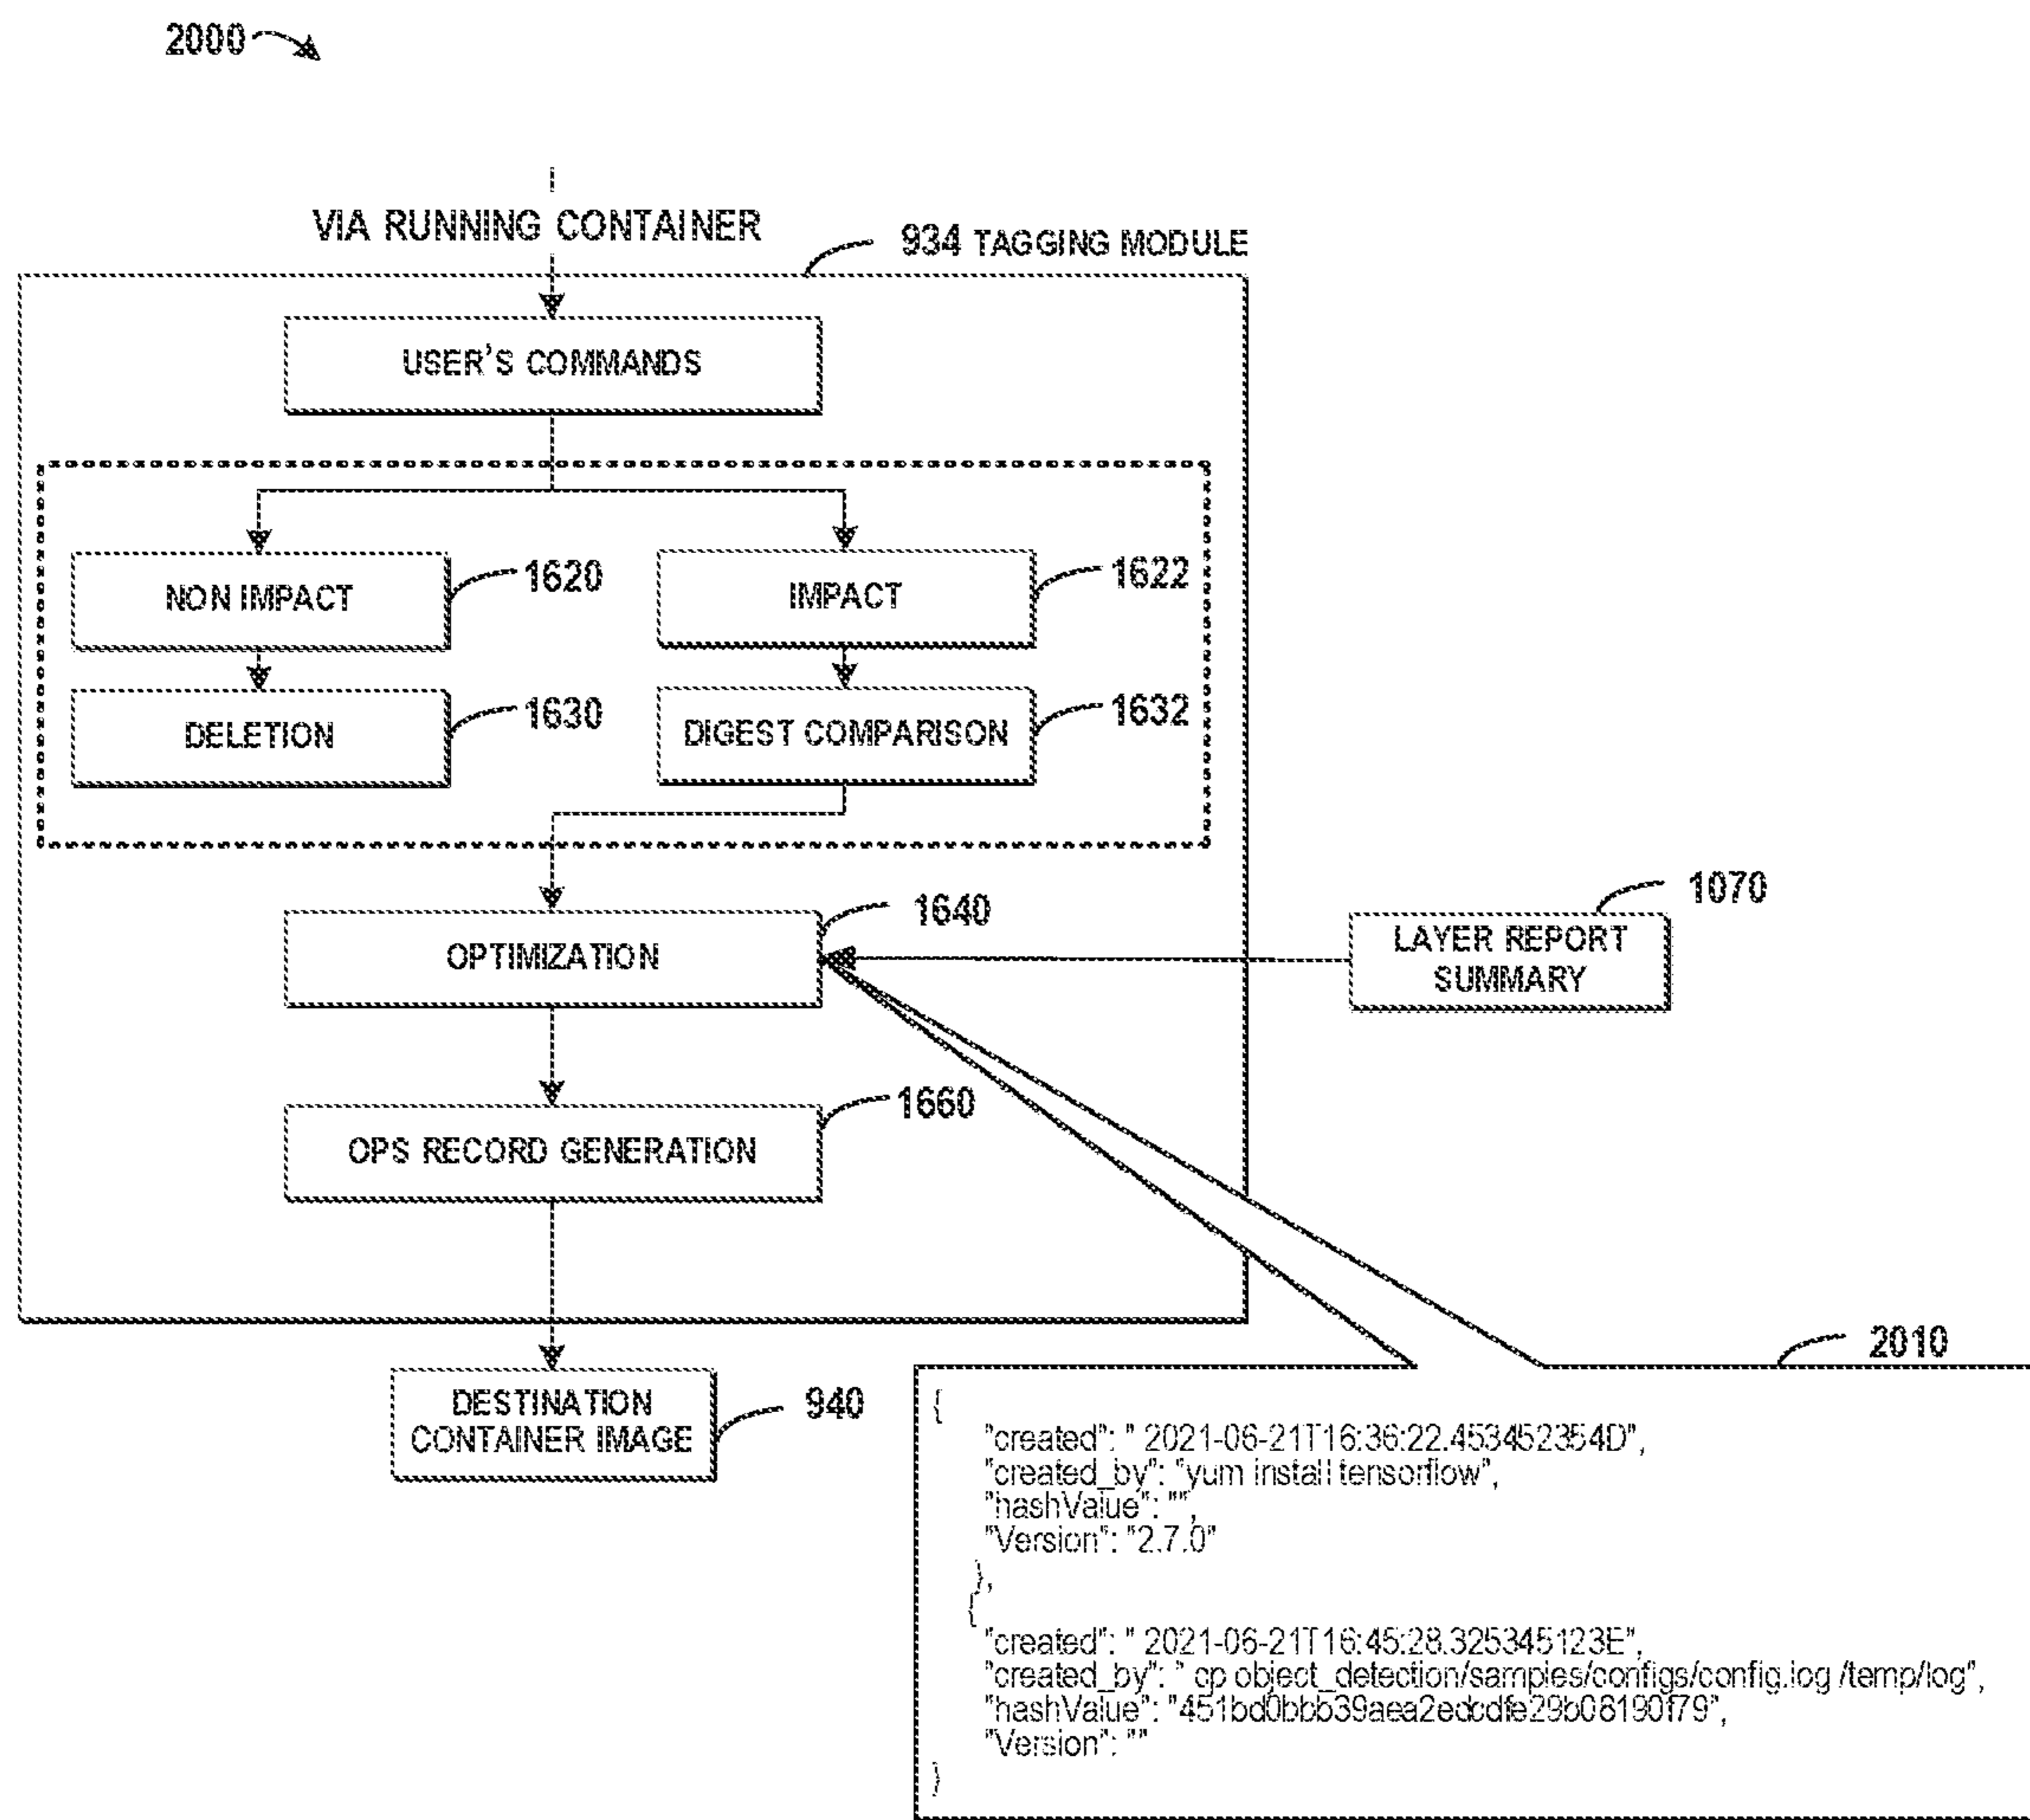 2000
VIA RUNNING CONTAINER
934 TAGGING MODULE
USER'S COMMANDS
NON IMPACT
1620
IMPACT
1622
DELETION
1630
DIGEST COMPARISON
1632
OPTIMIZATION
1640
LAYER REPORT
SUMMARY
1070
OPS RECORD GENERATION
1660
DESTINATION
CONTAINER IMAGE
940
2010
{
"created": " 2021-06-21T16:36:22.453452354D",
"created_by": "yum install tensorflow",
"hashValue": "",
"Version": "2.7.0"
},
{
"created": " 2021-06-21T16:45:28.325345123E",
"created_by": " cp object_detection/samples/configs/config.log /temp/log",
"hashValue": "451bd0bbb39aea2edcdfe29b08190f79",
"Version": ""
}